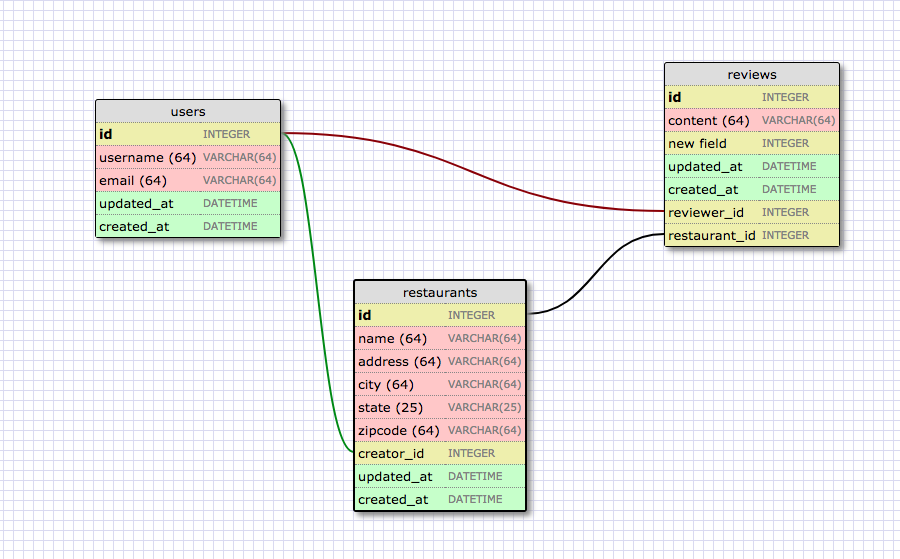 users
id INTEGER
username (64) VARCHAR(64)
email (64) VARCHAR(64)
updated_at DATETIME
created_at DATETIME
restaurants
id INTEGER
name (64) VARCHAR(64)
address (64) VARCHAR(64)
city (64) VARCHAR(64)
state (25) VARCHAR(25)
zipcode (64) VARCHAR(64)
creator_id INTEGER
updated_at DATETIME
created_at DATETIME
reviews
id INTEGER
content (64) VARCHAR(64)
new field INTEGER
updated_at DATETIME
created_at DATETIME
reviewer_id INTEGER
restaurant_id INTEGER